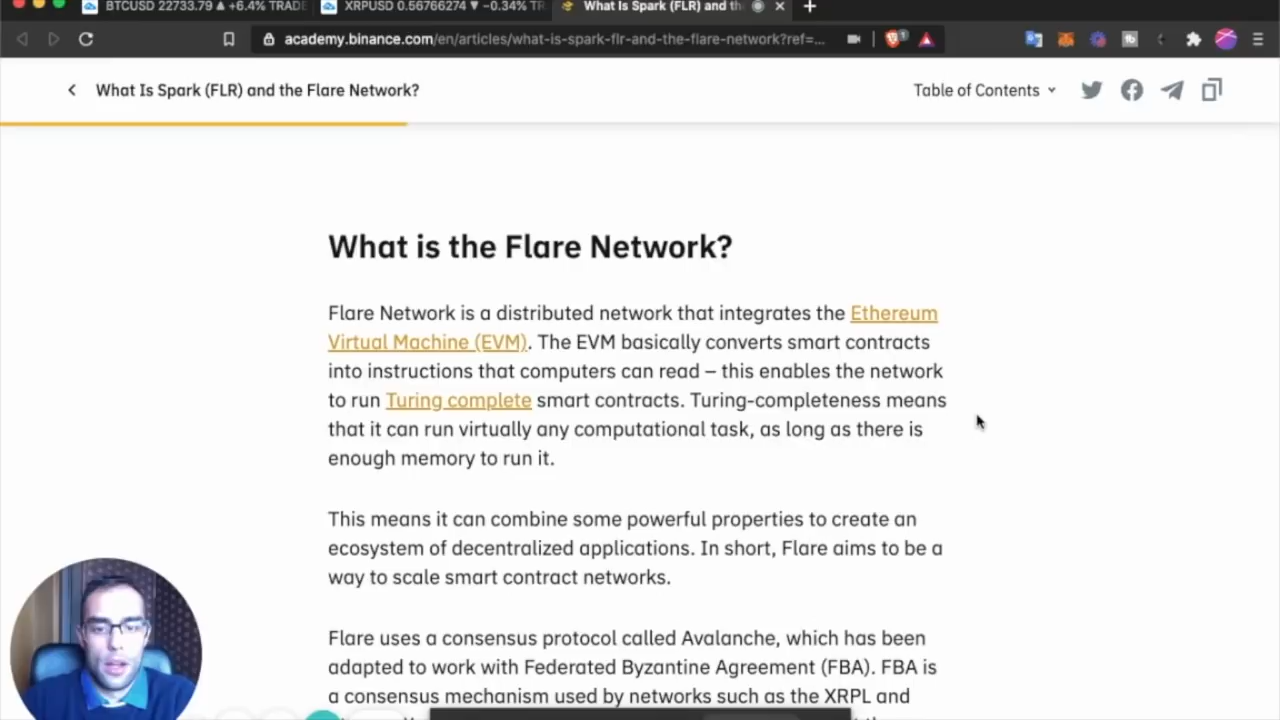 BTCUSD 22733.79 ▲ +6.4% TRADE
XRPUSD 0.56766274 ▼ −0.34% TR
What Is Spark (FLR) and th
academy.binance.com/en/articles/what-is-spark-flr-and-the-flare-network?ref=...
1
What Is Spark (FLR) and the Flare Network?
Table of Contents
What is the Flare Network?
Flare Network is a distributed network that integrates the Ethereum
Virtual Machine (EVM). The EVM basically converts smart contracts
into instructions that computers can read – this enables the network
to run Turing complete smart contracts. Turing-completeness means
that it can run virtually any computational task, as long as there is
enough memory to run it.
This means it can combine some powerful properties to create an
ecosystem of decentralized applications. In short, Flare aims to be a
way to scale smart contract networks.
Flare uses a consensus protocol called Avalanche, which has been
adapted to work with Federated Byzantine Agreement (FBA). FBA is
a consensus mechanism used by networks such as the XRPL and